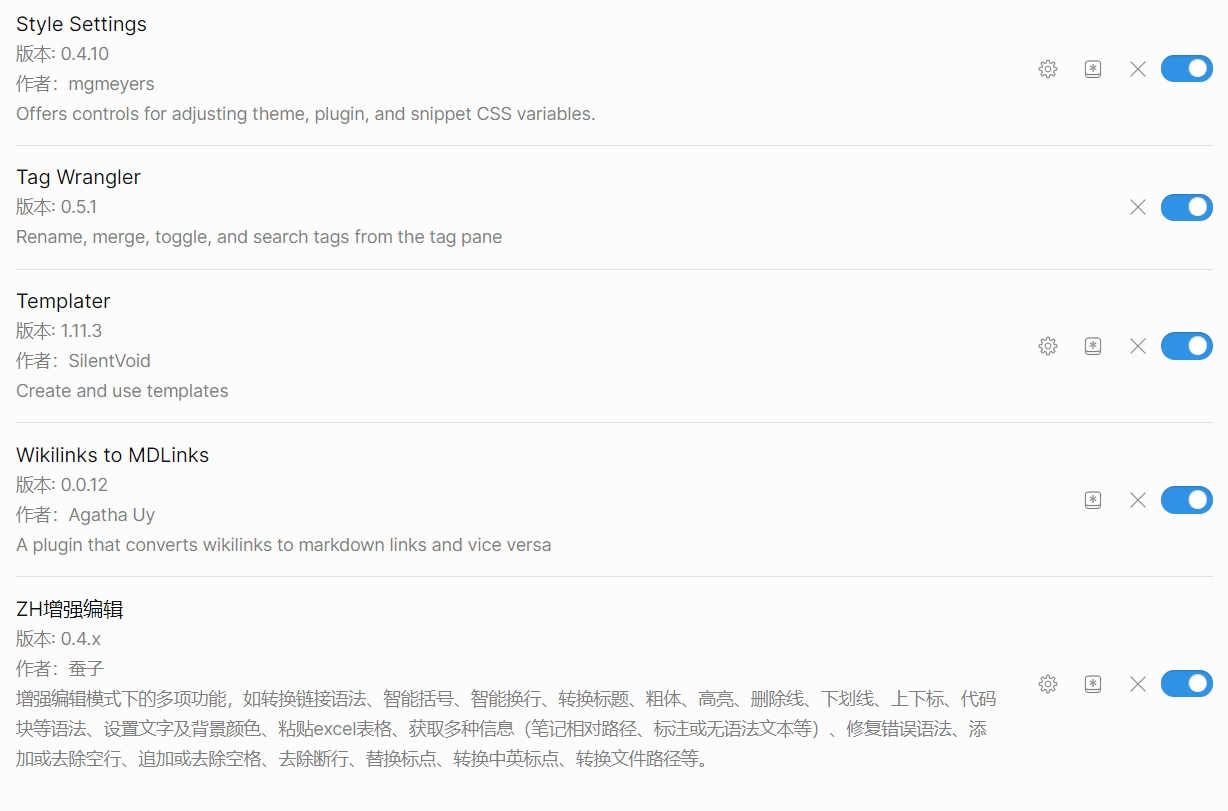 Style Settings
版本: 0.4.10
作者：mgmeyers
Offers controls for adjusting theme, plugin, and snippet CSS variables.
Tag Wrangler
版本: 0.5.1
Rename, merge, toggle, and search tags from the tag pane
Templater
版本: 1.11.3
作者：SilentVoid
Create and use templates
Wikilinks to MDLinks
版本: 0.0.12
作者：Agatha Uy
A plugin that converts wikilinks to markdown links and vice versa
ZH增强编辑
版本: 0.4.x
作者：蚕子
增强编辑模式下的多项功能，如转换链接语法、智能括号、智能换行、转换标题、粗体、高亮、删除线、下划线、上下标、代码
块等语法、设置文字及背景颜色、粘贴excel表格、获取多种信息（笔记相对路径、标注或无语法文本等）、修复错误语法、添
加或去除空行、追加或去除空格、去除断行、替换标点、转换中英标点、转换文件路径等。